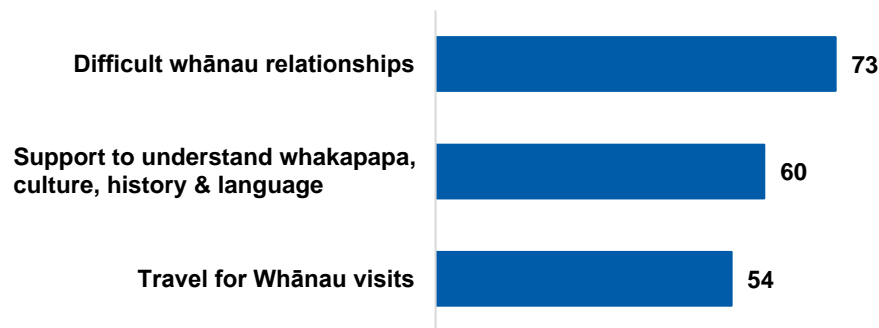 Difficult whānau relationships
73
Support to understand whakapapa,
culture, history & language
60
Travel for Whānau visits
54